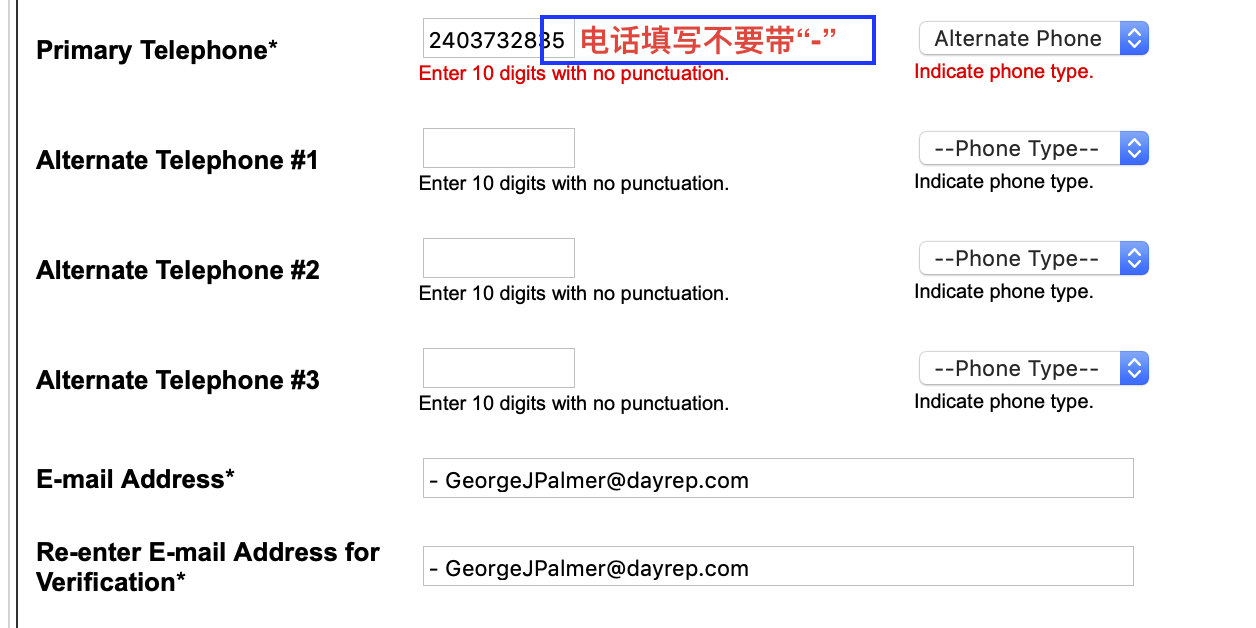 Primary Telephone*
2403732835
电话填写不要带“-”
Alternate Phone
Enter 10 digits with no punctuation.
Indicate phone type.
Alternate Telephone #1
--Phone Type--
Enter 10 digits with no punctuation.
Indicate phone type.
Alternate Telephone #2
--Phone Type--
Enter 10 digits with no punctuation.
Indicate phone type.
Alternate Telephone #3
--Phone Type--
Enter 10 digits with no punctuation.
Indicate phone type.
E-mail Address*
- GeorgeJPalmer@dayrep.com
Re-enter E-mail Address for
Verification*
- GeorgeJPalmer@dayrep.com